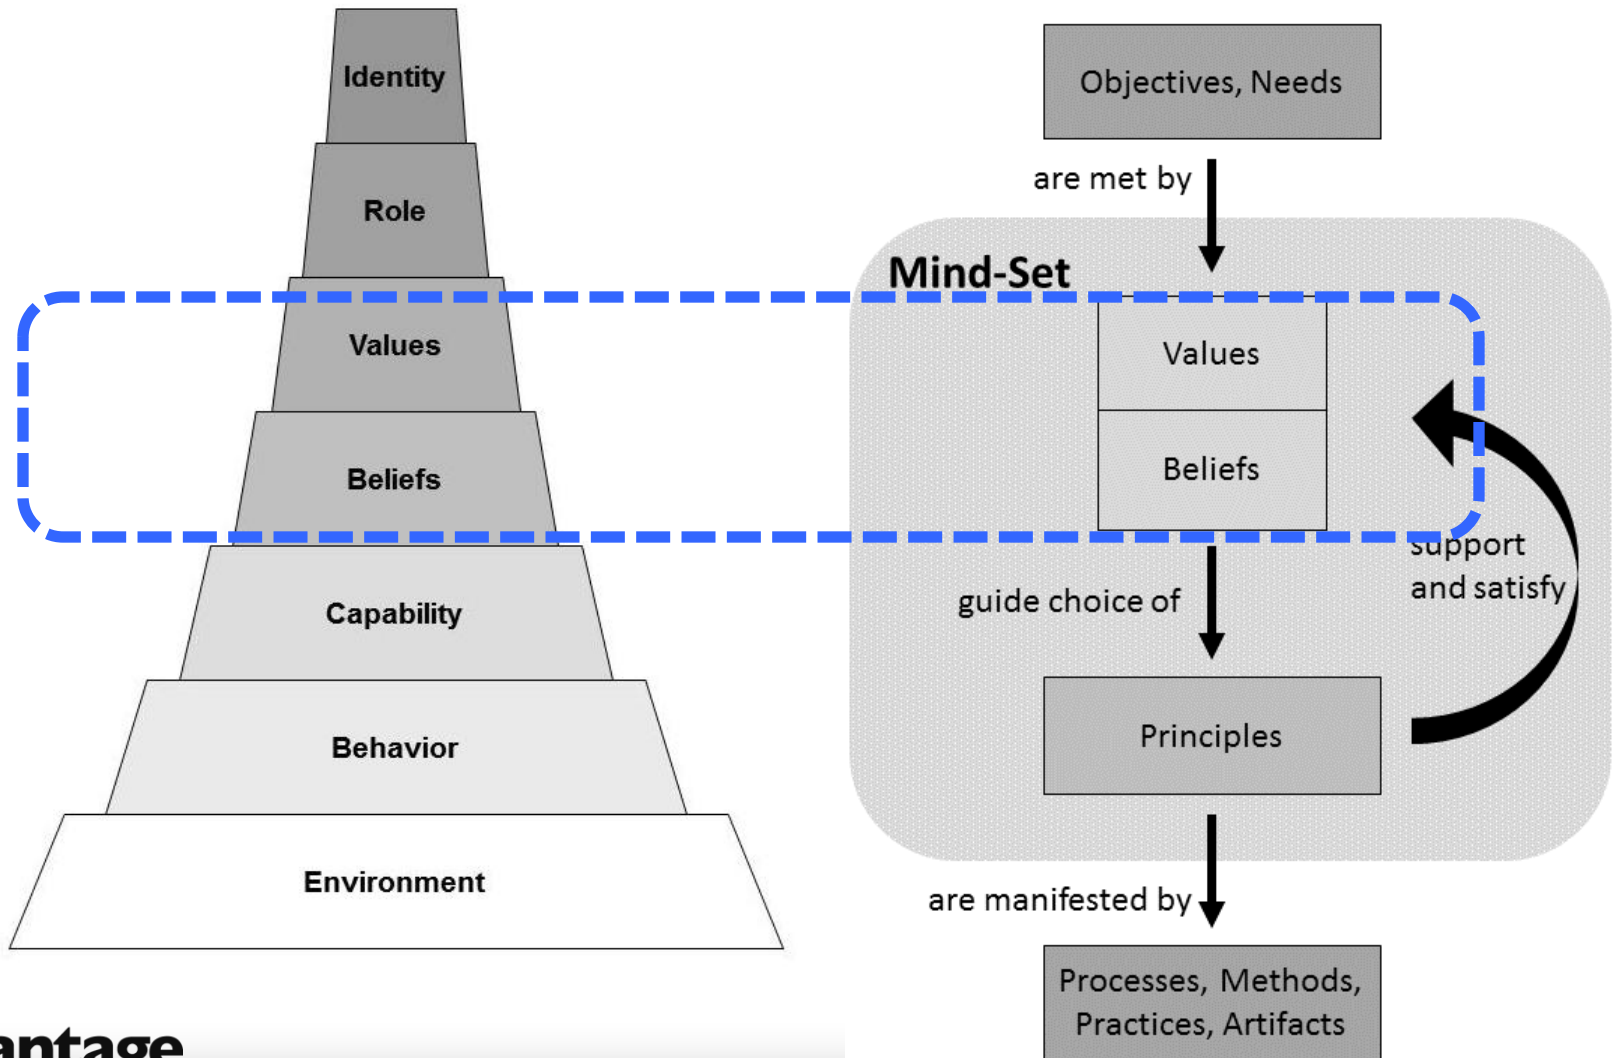 Identity
Role
Values
Beliefs
Capability
Behavior
Environment
Objectives, Needs
are met by
Mind-Set
Values
Beliefs
support
and satisfy
guide choice of
Principles
are manifested by
Processes, Methods,
Practices, Artifacts
antage